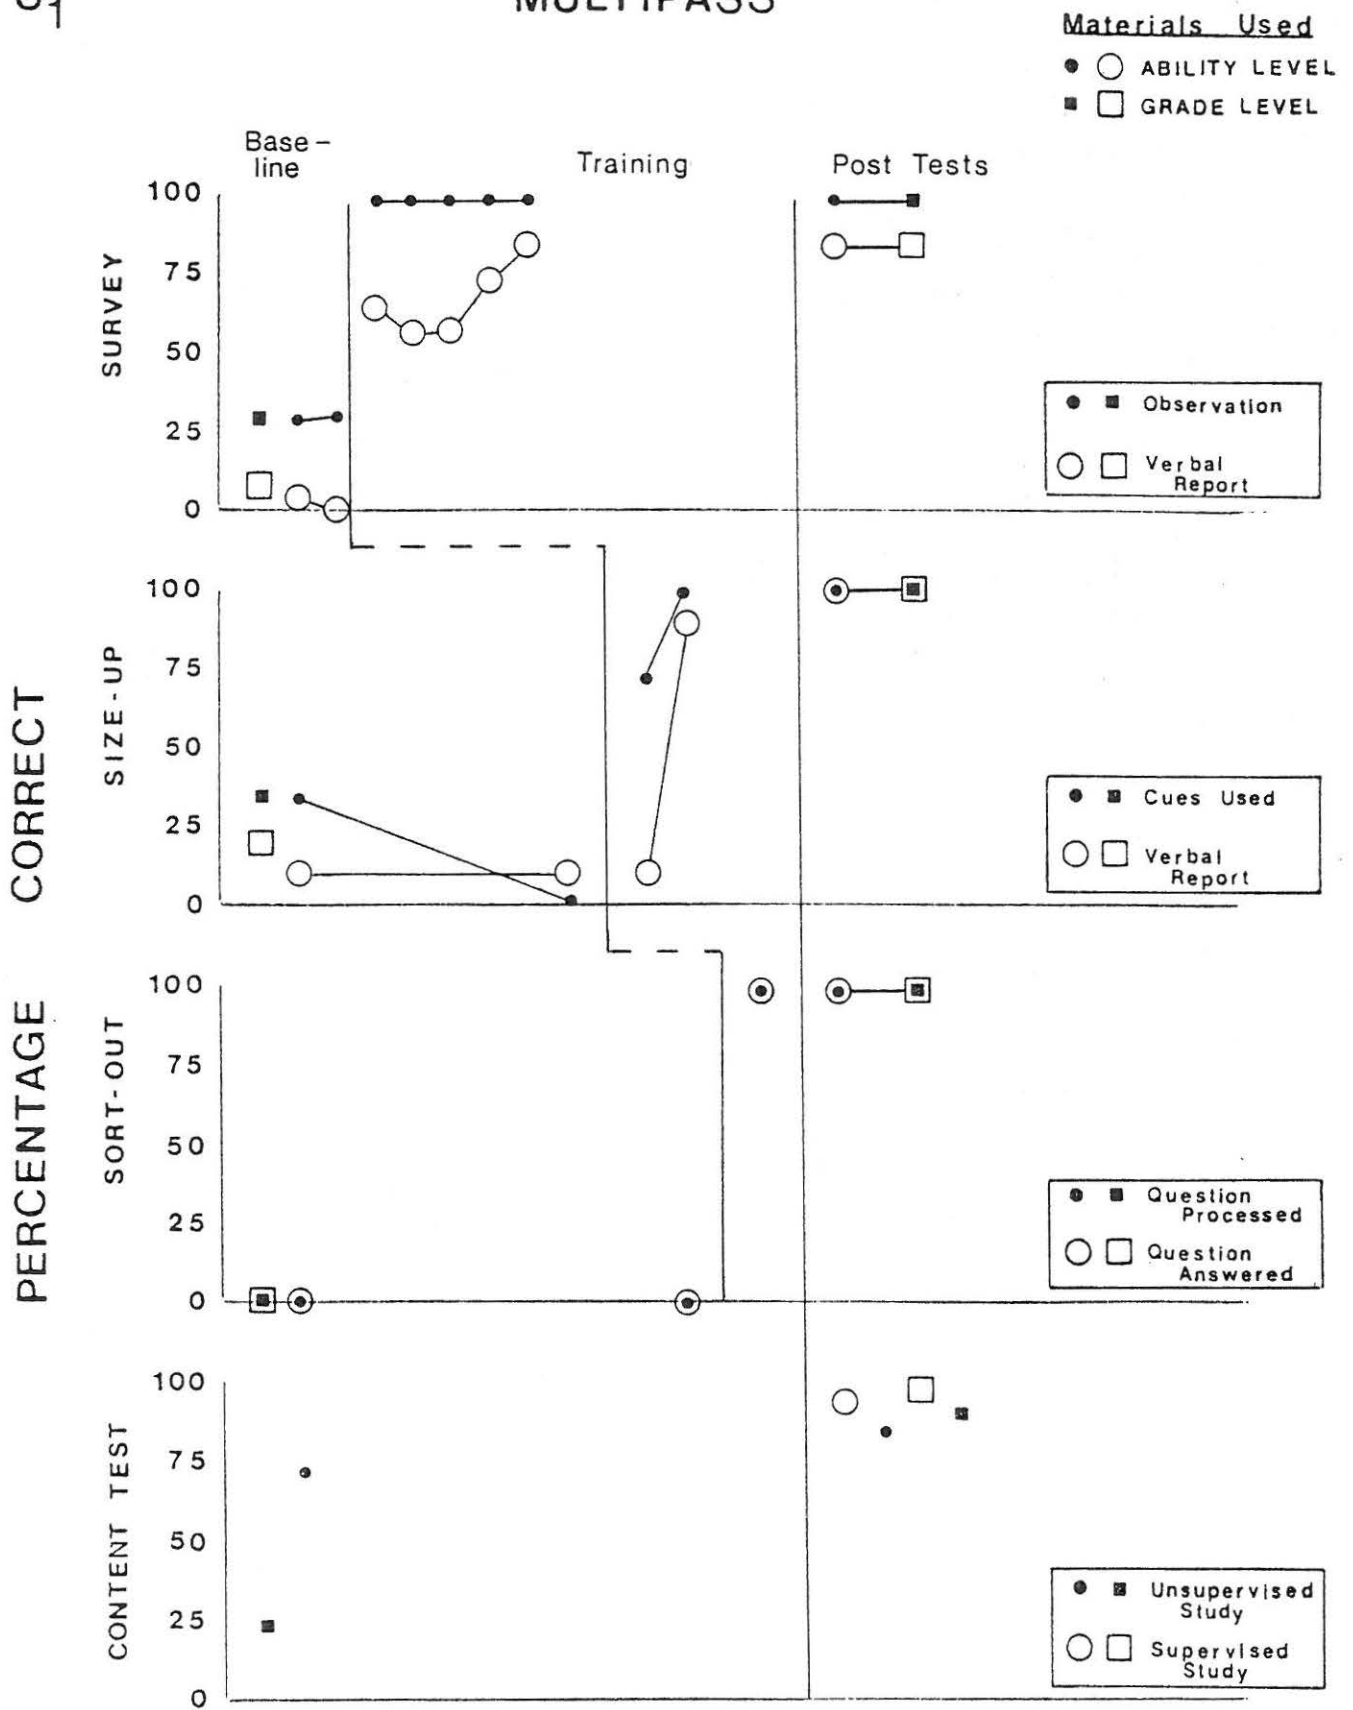 MULTIPASS
Materials Used
ABILITY LEVEL
GRADE LEVEL
Base-
line
Training
Post Tests
PERCENTAGE CORRECT
SURVEY
100
75
50
25
0
Observation
Verbal
Report
SIZE-UP
100
75
50
25
0
Cues Used
Verbal
Report
SORT-OUT
100
75
50
25
0
Question
Processed
Question
Answered
CONTENT TEST
100
75
50
25
0
Unsupervised
Study
Supervised
Study